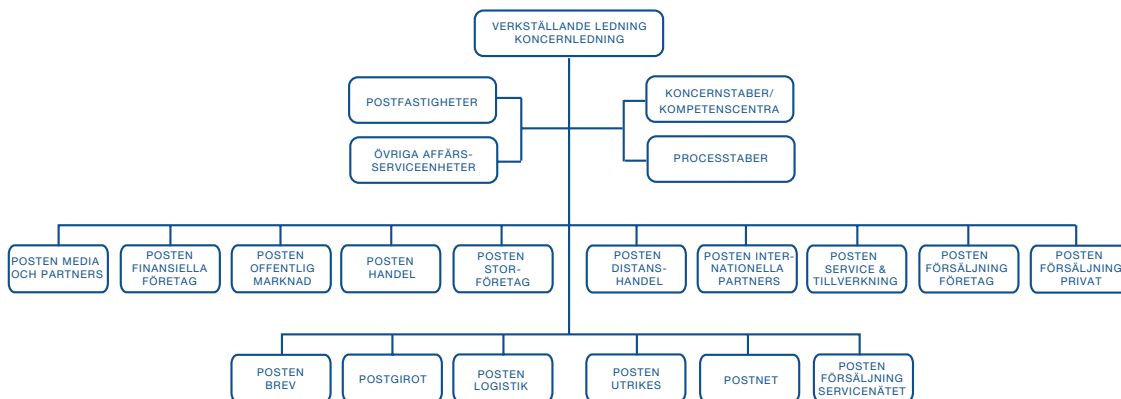 VERKSTÄLLANDE LEDNING
KONCERNLEDNING
POSTFASTIGHETER
KONCERNSTABER/
KOMPETENSCENTRA
ÖVRIGA AFFÄRS-
SERVICEENHETER
PROCESSTABER
POSTEN MEDIA
OCH PARTNERS
POSTEN
FINANSIELLA
FÖRETAG
POSTEN
OFFENTLIG
MARKNAD
POSTEN
HANDEL
POSTEN
STOR-
FÖRETAG
POSTEN
DISTANS-
HANDEL
POSTEN INTER-
NATIONELLA
PARTNERS
POSTEN
SERVICE &
TILLVERKNING
POSTEN
FÖRSÄLJNING
FÖRETAG
POSTEN
FÖRSÄLJNING
PRIVAT
POSTEN
BREV
POSTGIROT
POSTEN
LOGISTIK
POSTEN
UTRIKES
POSTNET
POSTEN
FÖRSÄLJNING
SERVICENÄTET